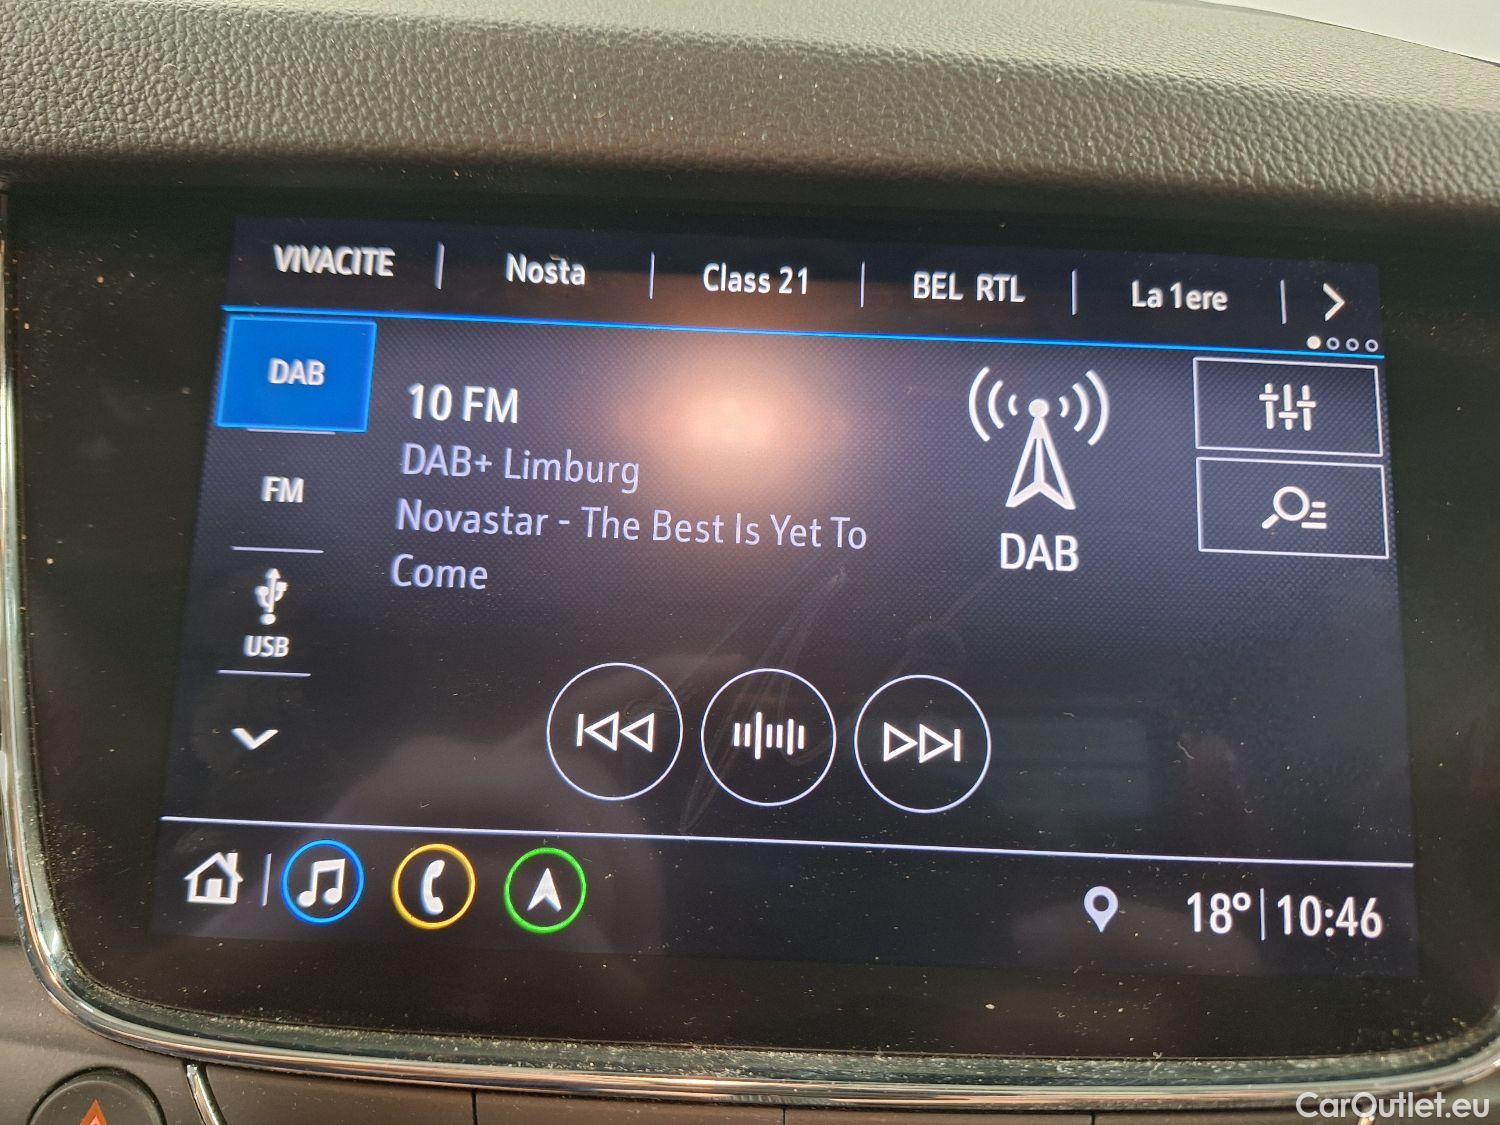 VIVACITE
Nosta
Class 21
BEL RTL
La 1ere
DAB
FM
USB
10 FM
DAB+ Limburg
Novastar - The Best Is Yet To
Come
DAB
18° 10:46
CarOutlet.eu